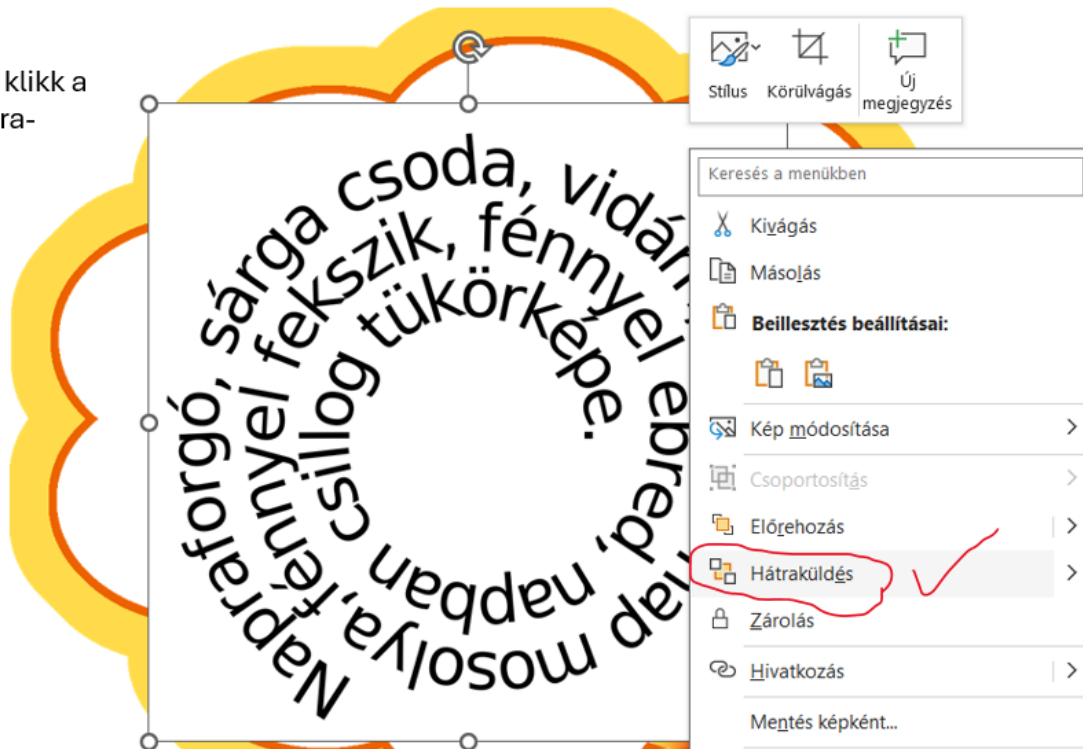 klikk a
ra-
Stílus
Körülvágás
Új
megjegyzés
Napraforgó, sárga csoda, vidám
nap mosolya, fénnyel fekszik, fénnyel ebred,
napban csillog tükörképe.
Keresés a menükben
Kivágás
Másolás
Beillesztés beállításai:
Kép módosítása
Csoportosítás
Előrehozás
Hátraküldés
Zárolás
Hivatkozás
Mentés képként...